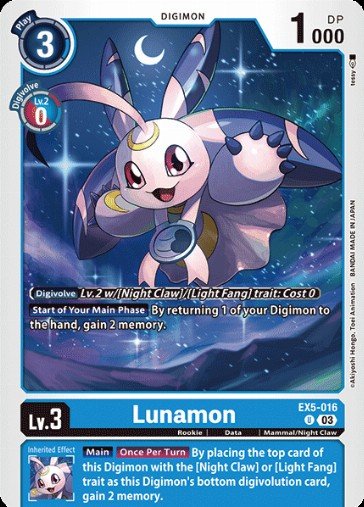 DIGIMON
Play
3
1000
DP
Digivolve
Lv.2
0
tessy
©Akiyoshi Hongo, Toei Animation BANDAI MADE IN JAPAN
Digivolve Lv.2 w/[Night Claw]/[Light Fang] trait: Cost 0
Start of Your Main Phase By returning 1 of your Digimon to
the hand, gain 2 memory.
Lv.3
Lunamon
EX5-016
U 03
Rookie Data Mammal/Night Claw
Inherited Effect
Main Once Per Turn By placing the top card of
this Digimon with the [Night Claw] or [Light Fang]
trait as this Digimon's bottom digivolution card,
gain 2 memory.